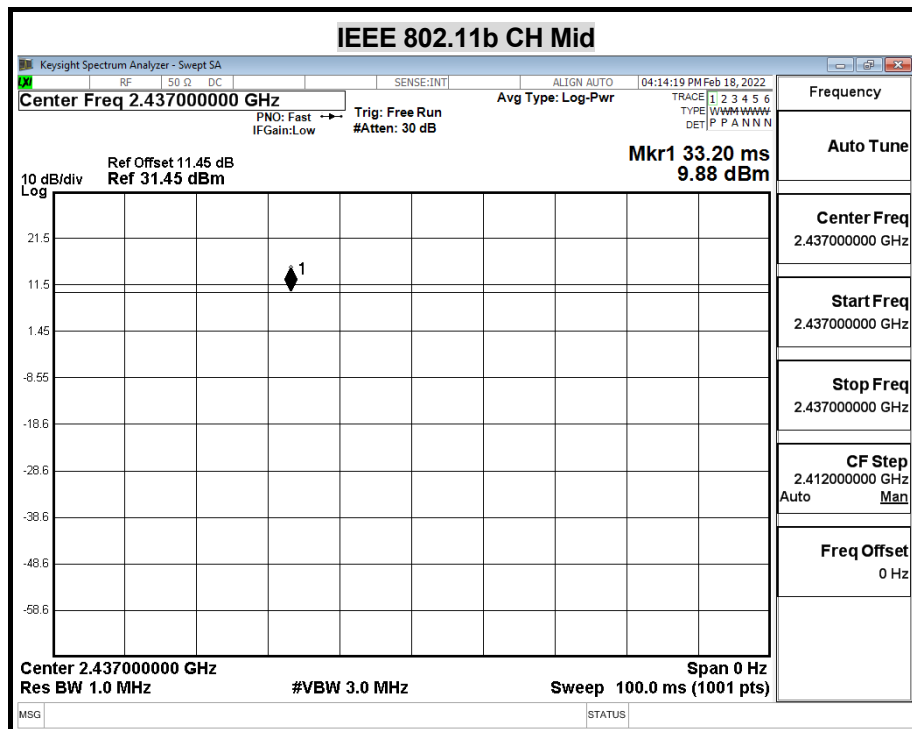 IEEE 802.11b CH Mid
Keysight Spectrum Analyzer - Swept SA
LXI RF 50 Ω DC SENSE:INT ALIGN AUTO 04:14:19 PM Feb 18, 2022
Center Freq 2.437000000 GHz
PNO: Fast
IFGain:Low
Trig: Free Run
#Atten: 30 dB
Avg Type: Log-Pwr
TRACE 1 2 3 4 5 6
TYPE WWMWWWW
DET P P A N N N
Mkr1 33.20 ms
9.88 dBm
Ref Offset 11.45 dB
10 dB/div Ref 31.45 dBm
Log
21.5
1
11.5
1.45
-8.55
-18.6
-28.6
-38.6
-48.6
-58.6
Center 2.437000000 GHz Span 0 Hz
Res BW 1.0 MHz #VBW 3.0 MHz Sweep 100.0 ms (1001 pts)
MSG STATUS
Frequency
Auto Tune
Center Freq
2.437000000 GHz
Start Freq
2.437000000 GHz
Stop Freq
2.437000000 GHz
CF Step
2.412000000 GHz
Auto Man
Freq Offset
0 Hz